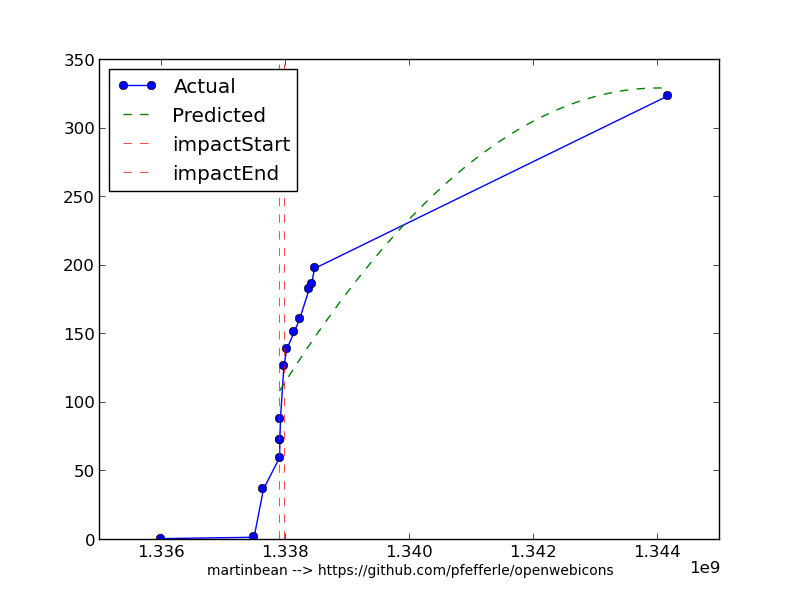 350
300
250
200
150
100
50
0
Actual
Predicted
impactStart
impactEnd
1.336 1.338 1.340 1.342 1.344
1e9
martinbean --> https://github.com/pfefferle/openwebicons